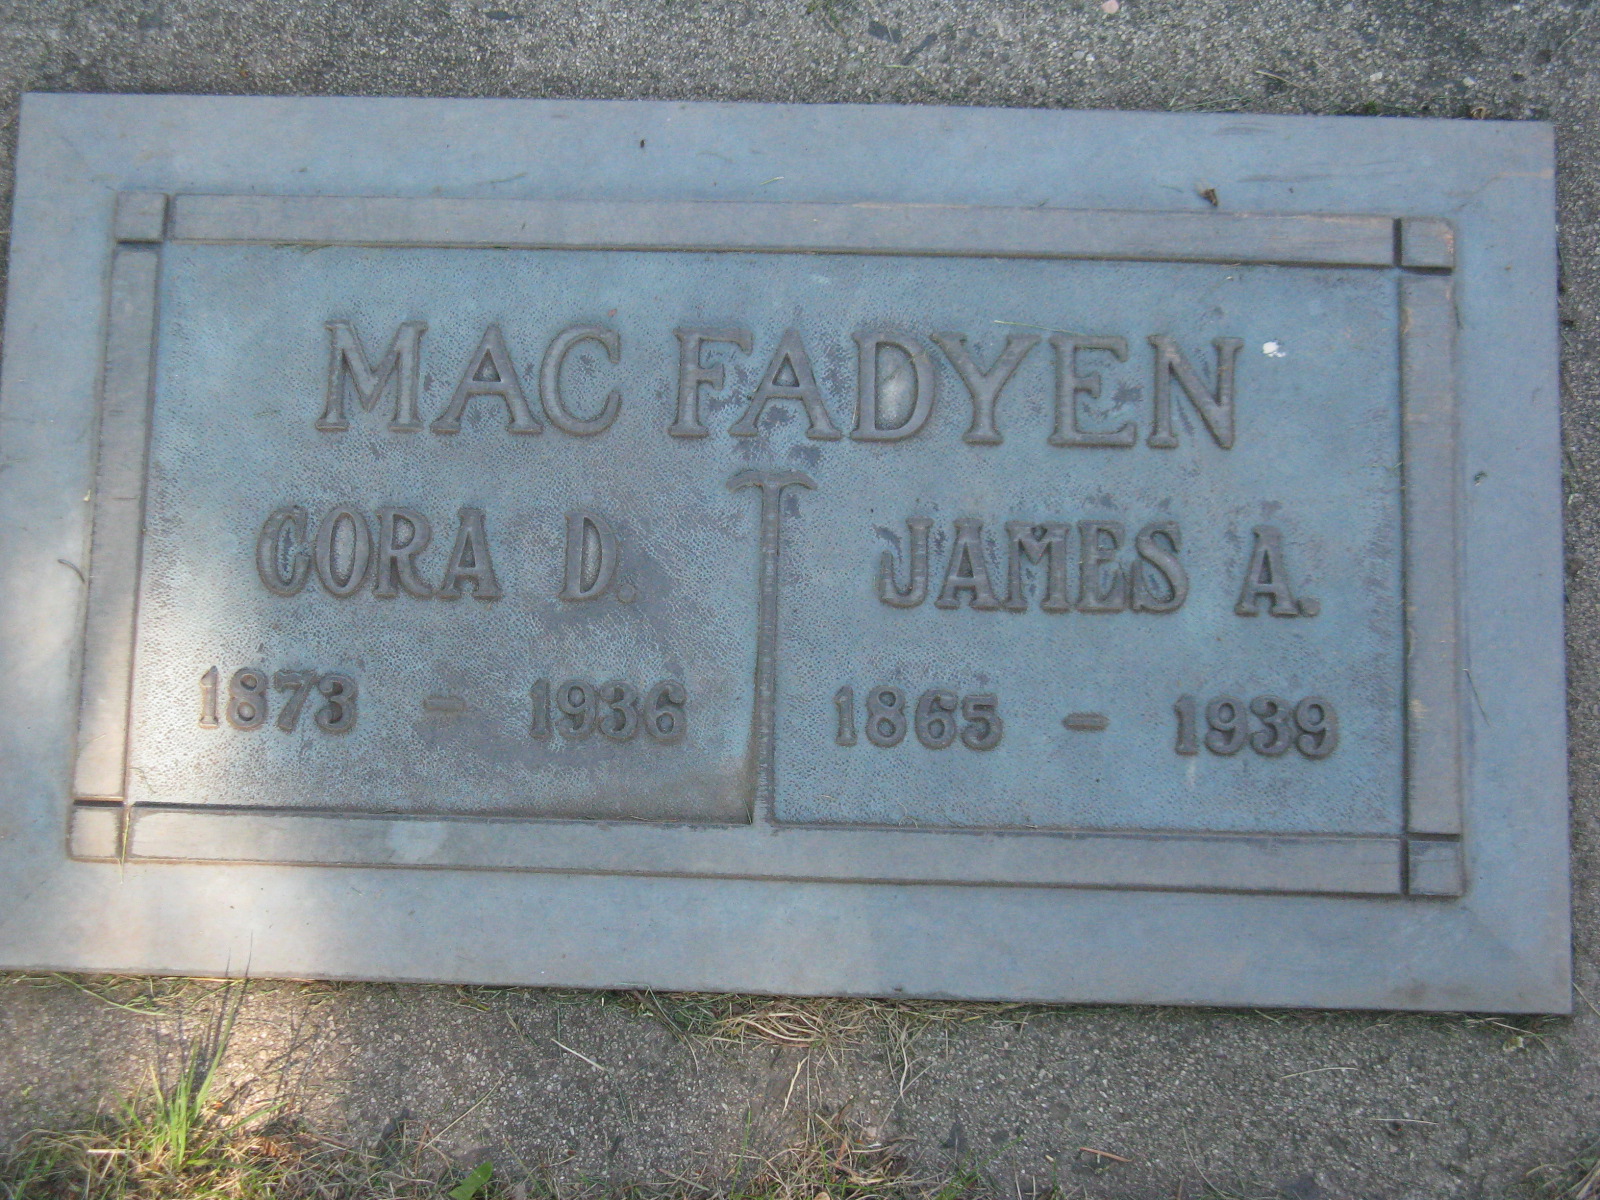 MAC FADYEN
CORA D.
1873 - 1936
JAMES A.
1865 - 1939